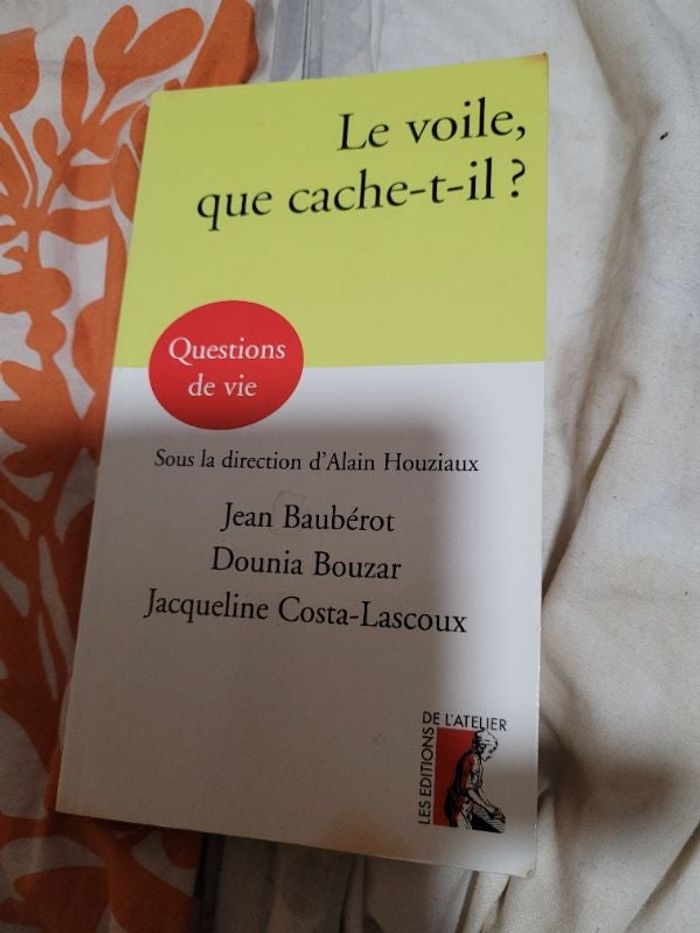 Le voile,
que cache-t-il ?
Questions
de vie
Sous la direction d'Alain Houziaux
Jean Baubérot
Dounia Bouzar
Jacqueline Costa-Lascoux
LES EDITIONS
DE L'ATELIER